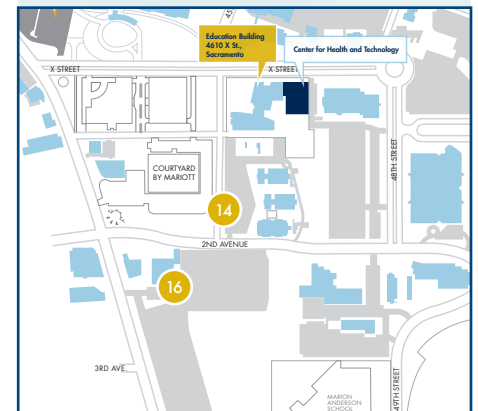 45
Education Building
4610 X St.,
Sacramento
Center for Health and Technology
X STREET
X STREET
COURTYARD
BY MARIOTT
48TH STREET
14
2ND AVENUE
16
3RD AVE.
MARION
ANDERSON
SCHOOL
49TH STREET